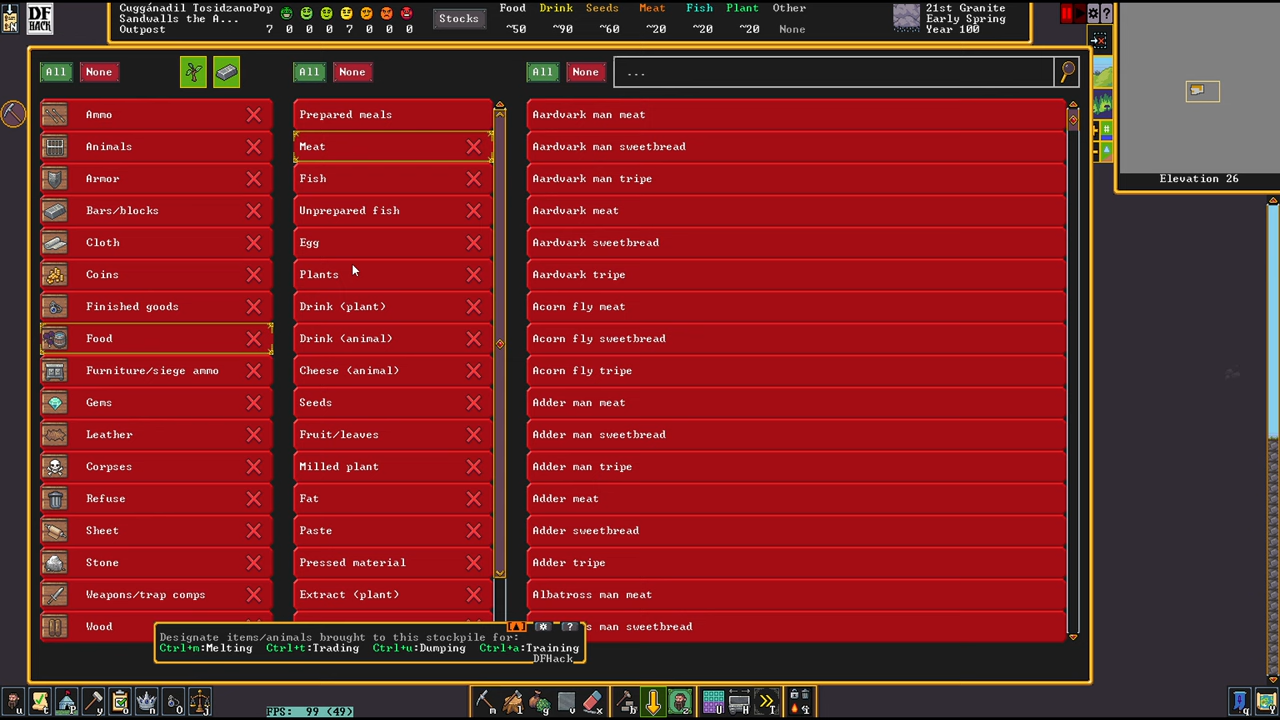 DF HACK
Cuggánadil TosidzanoPop
Sandwalls the A...
Outpost 7 0 0 0 7 0 0 0
Stocks
Food Drink Seeds Meat Fish Plant Other
~50 ~90 ~60 ~20 ~20 ~20 None
21st Granite
Early Spring
Year 100
Elevation 26
All None
All None
All None ...
Ammo
Animals
Armor
Bars/blocks
Cloth
Coins
Finished goods
Food
Furniture/siege ammo
Gems
Leather
Corpses
Refuse
Sheet
Stone
Weapons/trap comps
Wood
Prepared meals
Meat
Fish
Unprepared fish
Egg
Plants
Drink (plant)
Drink (animal)
Cheese (animal)
Seeds
Fruit/leaves
Milled plant
Fat
Paste
Pressed material
Extract (plant)
Aardvark man meat
Aardvark man sweetbread
Aardvark man tripe
Aardvark meat
Aardvark sweetbread
Aardvark tripe
Acorn fly meat
Acorn fly sweetbread
Acorn fly tripe
Adder man meat
Adder man sweetbread
Adder man tripe
Adder meat
Adder sweetbread
Adder tripe
Albatross man meat
s man sweetbread
Designate items/animals brought to this stockpile for:
Ctrl+m:Melting Ctrl+t:Trading Ctrl+u:Dumping Ctrl+a:Training
DFHack
FPS: 99 (49)